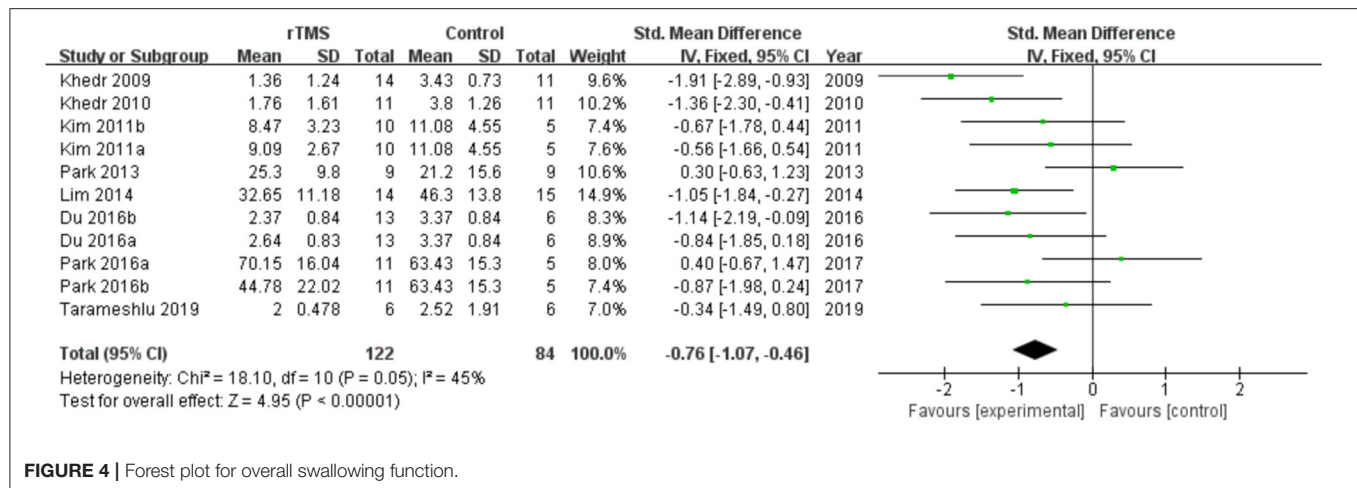 rTMS Control Std. Mean Difference Std. Mean Difference
Study or Subgroup Mean SD Total Mean SD Total Weight IV, Fixed, 95% CI Year IV, Fixed, 95% CI
Khedr 2009 1.36 1.24 14 3.43 0.73 11 9.6% -1.91 [-2.89, -0.93] 2009
Khedr 2010 1.76 1.61 11 3.8 1.26 11 10.2% -1.36 [-2.30, -0.41] 2010
Kim 2011b 8.47 3.23 10 11.08 4.55 5 7.4% -0.67 [-1.78, 0.44] 2011
Kim 2011a 9.09 2.67 10 11.08 4.55 5 7.6% -0.56 [-1.66, 0.54] 2011
Park 2013 25.3 9.8 9 21.2 15.6 9 10.6% 0.30 [-0.63, 1.23] 2013
Lim 2014 32.65 11.18 14 46.3 13.8 15 14.9% -1.05 [-1.84, -0.27] 2014
Du 2016b 2.37 0.84 13 3.37 0.84 6 8.3% -1.14 [-2.19, -0.09] 2016
Du 2016a 2.64 0.83 13 3.37 0.84 6 8.9% -0.84 [-1.85, 0.18] 2016
Park 2016a 70.15 16.04 11 63.43 15.3 5 8.0% 0.40 [-0.67, 1.47] 2017
Park 2016b 44.78 22.02 11 63.43 15.3 5 7.4% -0.87 [-1.98, 0.24] 2017
Tarameshlu 2019 2 0.478 6 2.52 1.91 6 7.0% -0.34 [-1.49, 0.80] 2019
Total (95% CI) 122 84 100.0% -0.76 [-1.07, -0.46]
Heterogeneity: Chi² = 18.10, df = 10 (P = 0.05); I² = 45%
Test for overall effect: Z = 4.95 (P < 0.00001)
-2 -1 0 1 2
Favours [experimental] Favours [control]
FIGURE 4 | Forest plot for overall swallowing function.